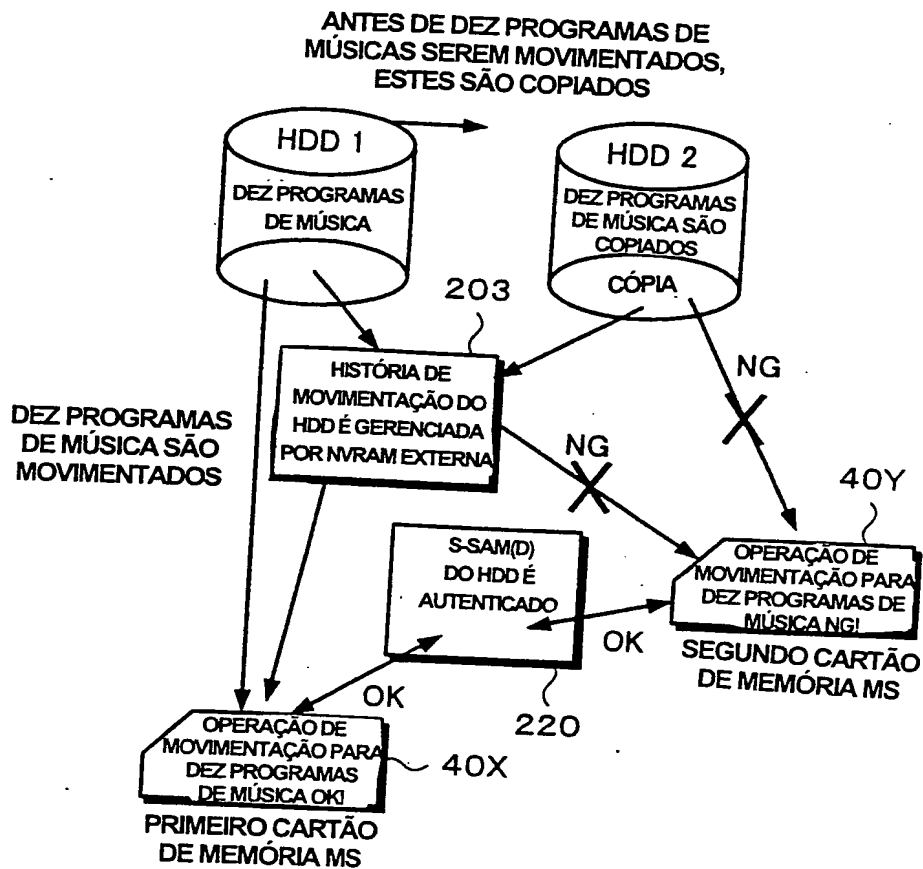 ANTES DE DEZ PROGRAMAS DE
MÚSICAS SEREM MOVIMENTADOS,
ESTES SÃO COPIADOS
HDD 1
DEZ PROGRAMAS
DE MÚSICA
HDD 2
DEZ PROGRAMAS
DE MÚSICA SÃO
COPIADOS
CÓPIA
203
HISTÓRIA DE
MOVIMENTAÇÃO DO
HDD É GERENCIADA
POR NVRAM EXTERNA
DEZ PROGRAMAS
DE MÚSICA SÃO
MOVIMENTADOS
NG
NG
40Y
S-SAM(D)
DO HDD É
AUTENTICADO
OPERAÇÃO DE
MOVIMENTAÇÃO PARA
DEZ PROGRAMAS DE
MÚSICA NG!
OK
SEGUNDO CARTÃO
DE MEMÓRIA MS
OK
220
OPERAÇÃO DE
MOVIMENTAÇÃO PARA
DEZ PROGRAMAS
DE MÚSICA OK!
40X
PRIMEIRO CARTÃO
DE MEMÓRIA MS